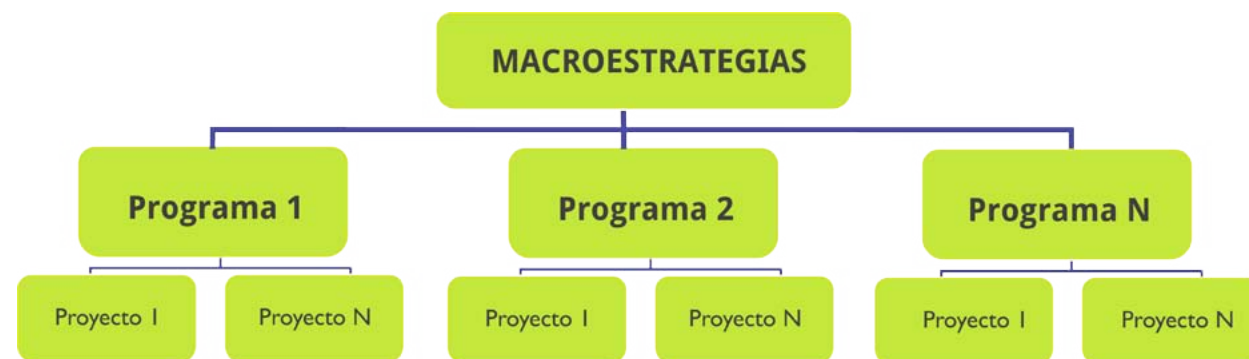 MACROESTRATEGIAS
Programa 1
Programa 2
Programa N
Proyecto 1
Proyecto N
Proyecto 1
Proyecto N
Proyecto 1
Proyecto N